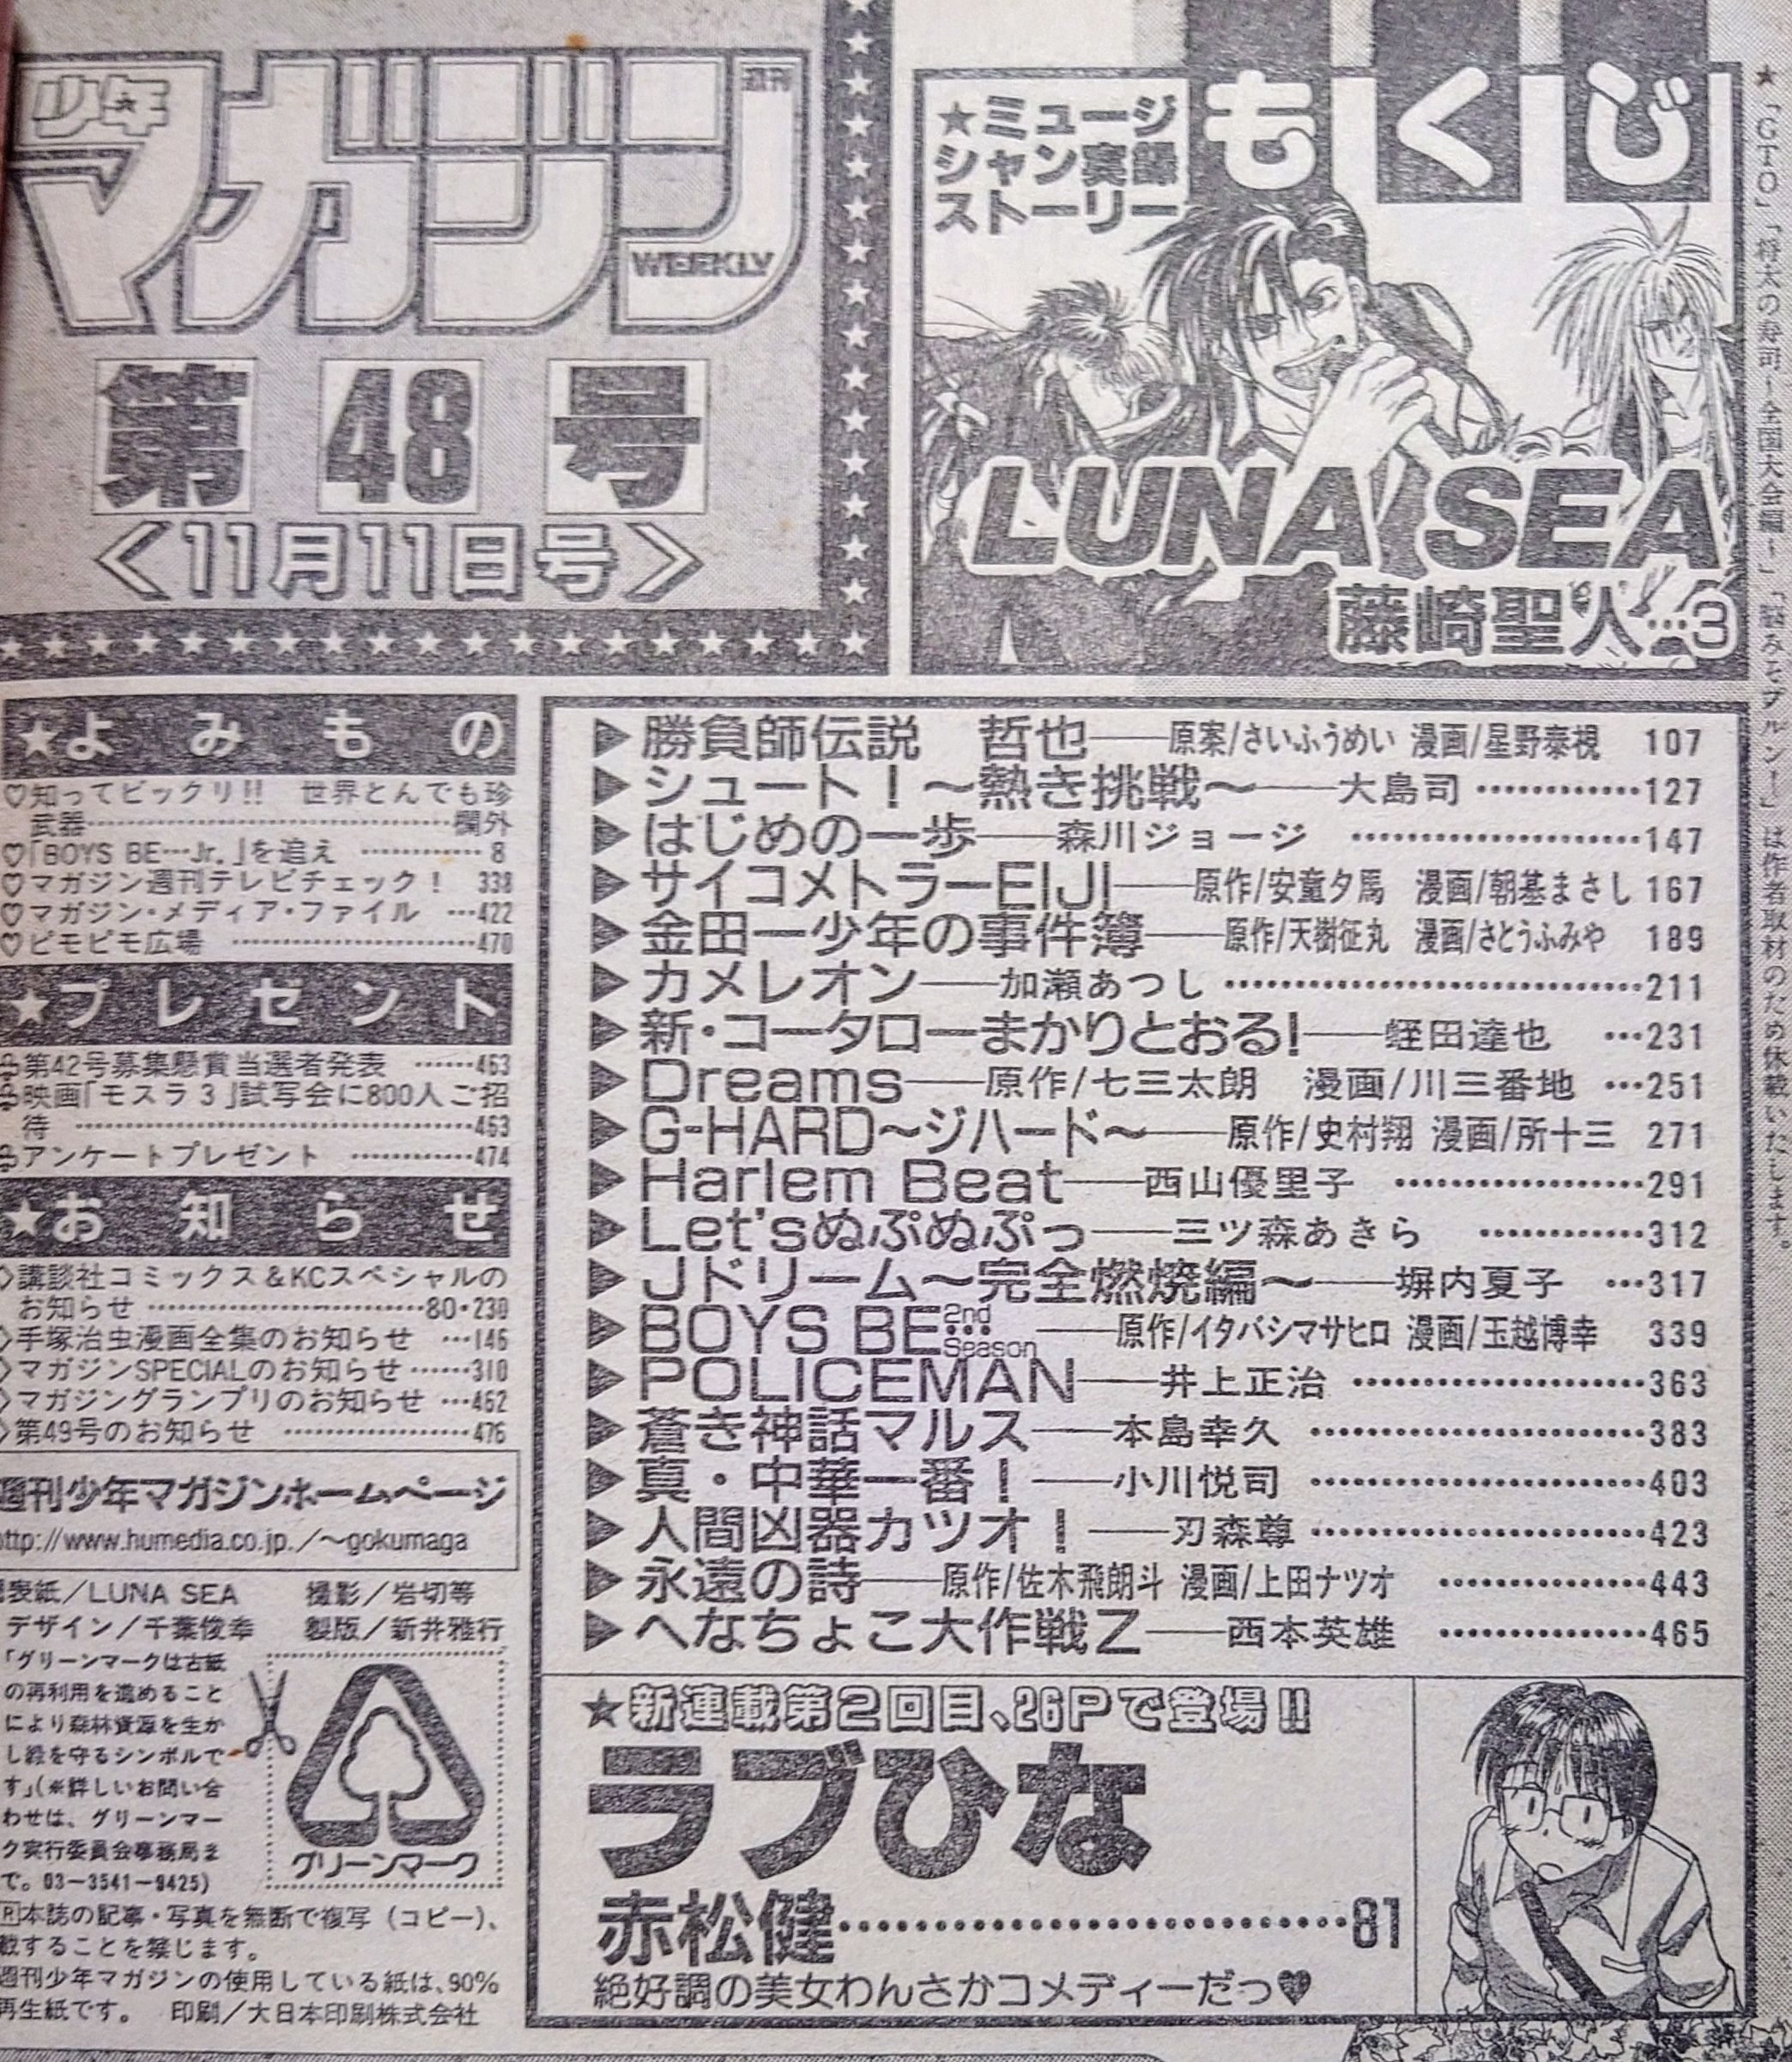 少年
マガジン
週刊
WEEKLY
第48号
〈11月11日号〉
もくじ
★ミュージ
シャン実録
ストーリー
LUNA SEA
藤崎聖人…3
★「GTO」「将太の寿司-全国大会編-」「脳みそプルン!」は作者取材のため休載いたします。
★よみもの
♡知ってビックリ!! 世界とんでも珍
武器…欄外
♡「BOYS BE…Jr.」を追え…8
♡マガジン週刊テレビチェック! 338
♡マガジン・メディア・ファイル…422
♡ピモピモ広場…470
★プレゼント
第42号募集懸賞当選者発表…463
映画「モスラ3」試写会に800人ご招
待…463
アンケートプレゼント…474
★お知らせ
◇講談社コミックス&KCスペシャルの
お知らせ…80・230
◇手塚治虫漫画全集のお知らせ…146
◇マガジンSPECIALのお知らせ…310
◇マガジングランプリのお知らせ…462
◇第49号のお知らせ…476
週刊少年マガジンホームページ
http://www.humedia.co.jp./~gokumaga
表紙/LUNA SEA 撮影/岩切等
デザイン/千葉俊幸 製版/新井雅行
「グリーンマークは古紙
の再利用を進めること
により森林資源を生か
し緑を守るシンボルで
す」(※詳しいお問い合
わせは、グリーンマー
ク実行委員会事務局ま
で。03-3541-9425)
グリーンマーク
R本誌の記事・写真を無断で複写(コピー)、
載することを禁じます。
週刊少年マガジンの使用している紙は、90%
再生紙です。 印刷/大日本印刷株式会社
▶勝負師伝説 哲也──原案/さいふうめい 漫画/星野泰視 107
▶シュート!~熱き挑戦~──大島司…127
▶はじめの一歩──森川ジョージ…147
▶サイコメトラーEIJI──原作/安童夕馬 漫画/朝基まさし 167
▶金田一少年の事件簿──原作/天樹征丸 漫画/さとうふみや 189
▶カメレオン──加瀬あつし…211
▶新・コータローまかりとおる!──蛭田達也…231
▶Dreams──原作/七三太朗 漫画/川三番地…251
▶G-HARD~ジハード~──原作/史村翔 漫画/所十三 271
▶Harlem Beat──西山優里子…291
▶Let'sぬぷぬぷっ──三ツ森あきら…312
▶Jドリーム~完全燃焼編~──塀内夏子…317
▶BOYS BE… 2nd Season──原作/イタバシマサヒロ 漫画/玉越博幸 339
▶POLICEMAN──井上正治…363
▶蒼き神話マルス──本島幸久…383
▶真・中華一番!──小川悦司…403
▶人間凶器カツオ!──刃森尊…423
▶永遠の詩──原作/佐木飛朗斗 漫画/上田ナツオ…443
▶へなちょこ大作戦Z──西本英雄…465
★新連載第2回目、26Pで登場!!
ラブひな
赤松健…81
絶好調の美女わんさかコメディーだっ♥